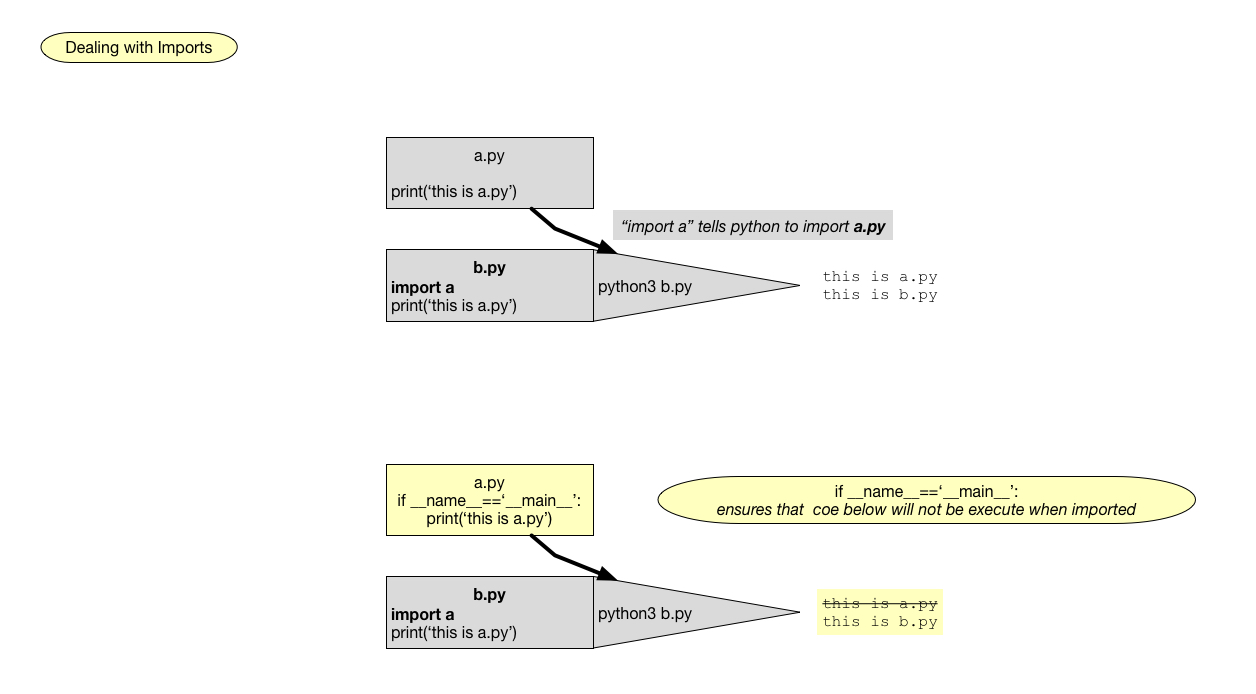 Dealing with Imports
a.py
print(‘this is a.py’)
“import a” tells python to import a.py
b.py
import a
print(‘this is a.py’)
python3 b.py
this is a.py
this is b.py
a.py
if __name__==‘__main__’:
print(‘this is a.py’)
if __name__==‘__main__’:
ensures that  coe below will not be execute when imported
b.py
import a
print(‘this is a.py’)
python3 b.py
this is a.py
this is b.py